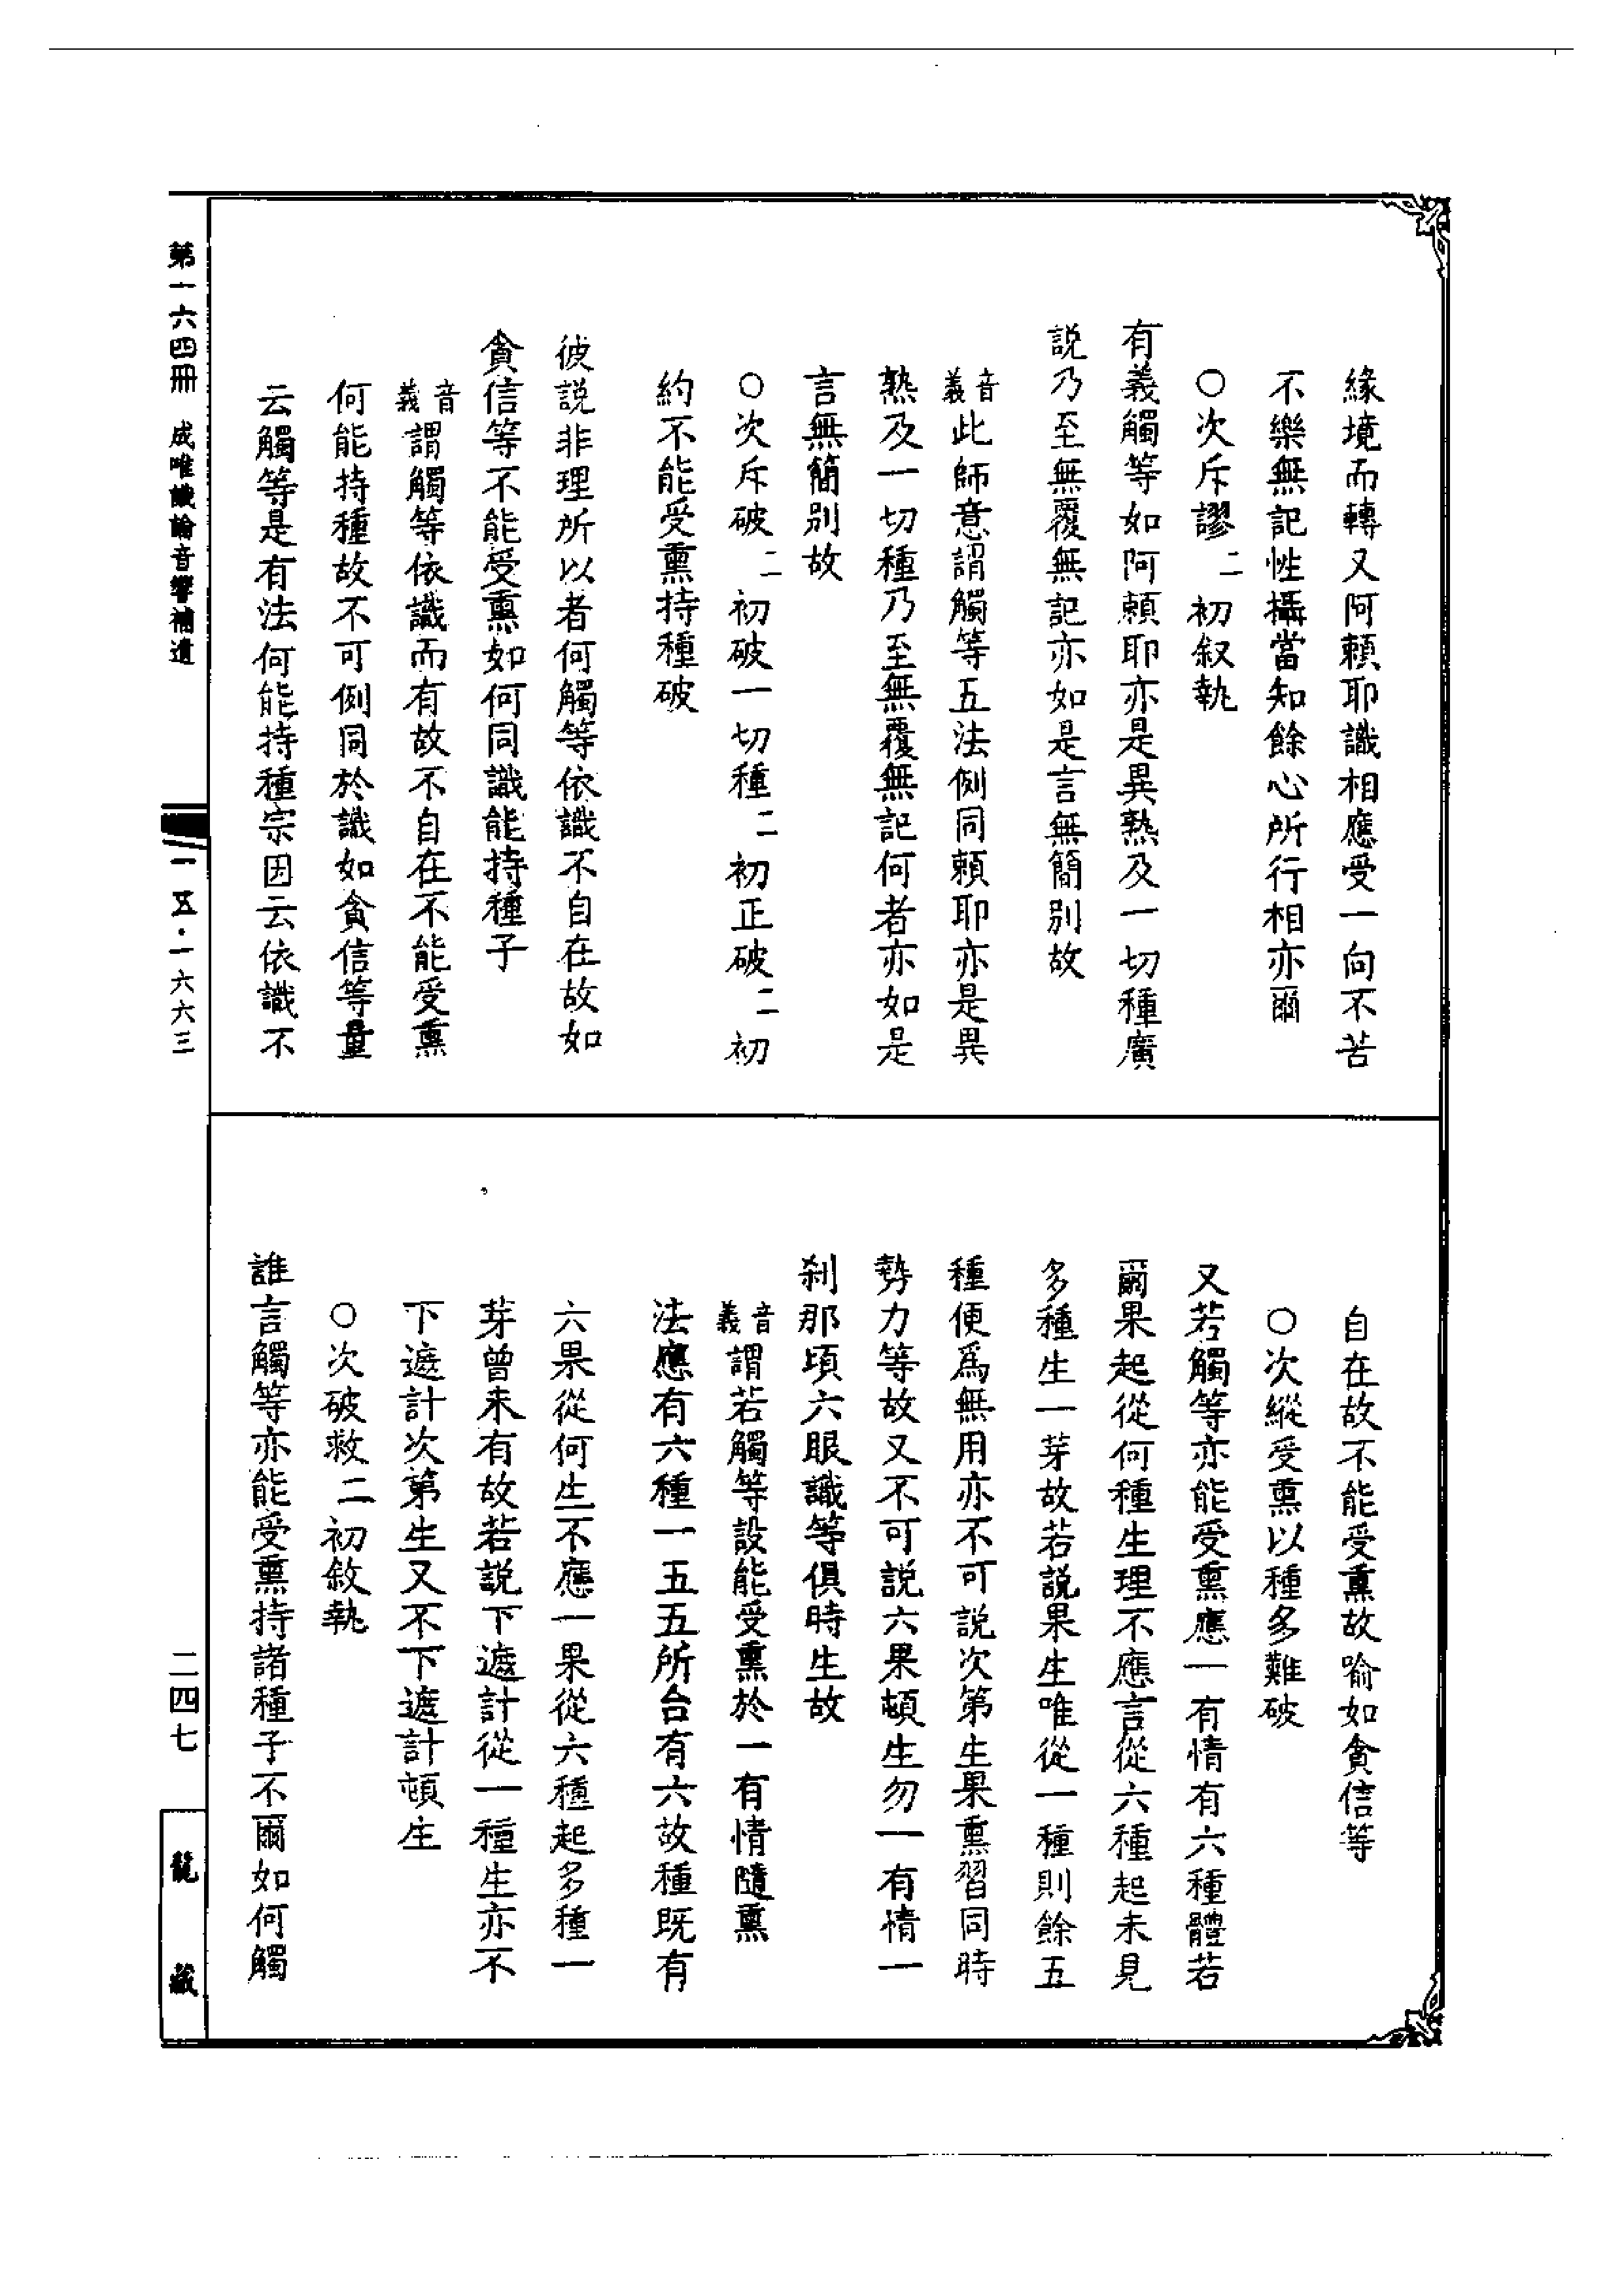 緣境而轉又阿賴耶識相應受一向不苦
不樂無記性攝當知餘心所行相亦爾
○次斥謬二初叙執
有義觸等如阿賴耶亦是異熟及一切種廣
說乃至無覆無記亦如是言無簡別故
音義此師意謂觸等五法例同賴耶亦是異
熟及一切種乃至無覆無記何者亦如是
言無簡別故
○次斥破二初破一切種二初正破二初
約不能受熏持種破
彼說非理所以者何觸等依識不自在故如
貪信等不能受熏如何同識能持種子
音義謂觸等依識而有故不自在不能受熏
何能持種故不可例同於識如貪信等量
云觸等是有法何能持種宗因云依識不
自在故不能受熏故喻如貪信等
○次縱受熏以種多難破
又若觸等亦能受熏應一有情有六種體若
爾果起從何種生理不應言從六種起未見
多種生一芽故若說果生唯從一種則餘五
種便爲無用亦不可說次第生果熏習同時
勢力等故又不可說六果頓生勿一有情一
刹那頃六眼識等俱時生故
音義謂若觸等設能受熏於一有情隨熏
法應有六種一五五所合有六故種既有
六果從何生不應一果從六種起多種一
芽曾未有故若說下遮計從一種生亦不
下遮計次第生又不下遮計頓生
○次破救二初敘執
誰言觸等亦能受熏持諸種子不爾如何觸
第一六四冊 成唯識論音響補遺
一五·一六六三
二四七
龍藏